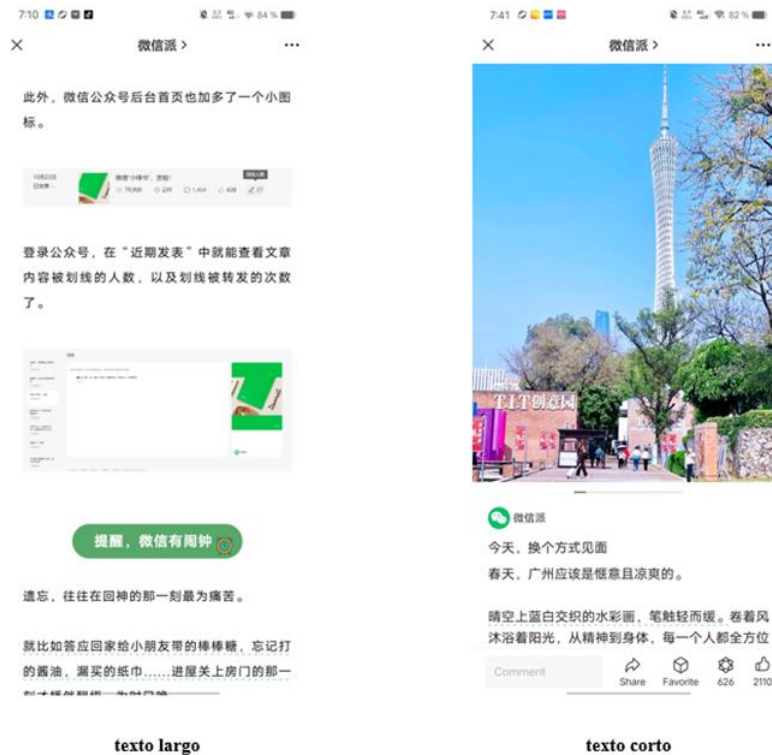 7:10
84%
微信派 >
此外，微信公众号后台首页也加多了一个小图
标。
79,908
239
1,464
638
登录公众号，在“近期发表”中就能查看文章
内容被划线的人数，以及划线被转发的次数
了。
提醒，微信有闹钟
遗忘，往往在回神的那一刻最为痛苦。
就比如答应回家给小朋友带的棒棒糖，忘记打
的酱油，漏买的纸巾......进屋关上房门的那一
texto largo
7:41
82%
微信派 >
T.I.T创意园
微信派
今天，换个方式见面
春天，广州应该是惬意且凉爽的。
晴空上蓝白交织的水彩画，笔触轻而缓。卷着风
沐浴着阳光，从精神到身体，每一个人都全方位
Comment
Share
Favorite
626
2110
texto corto